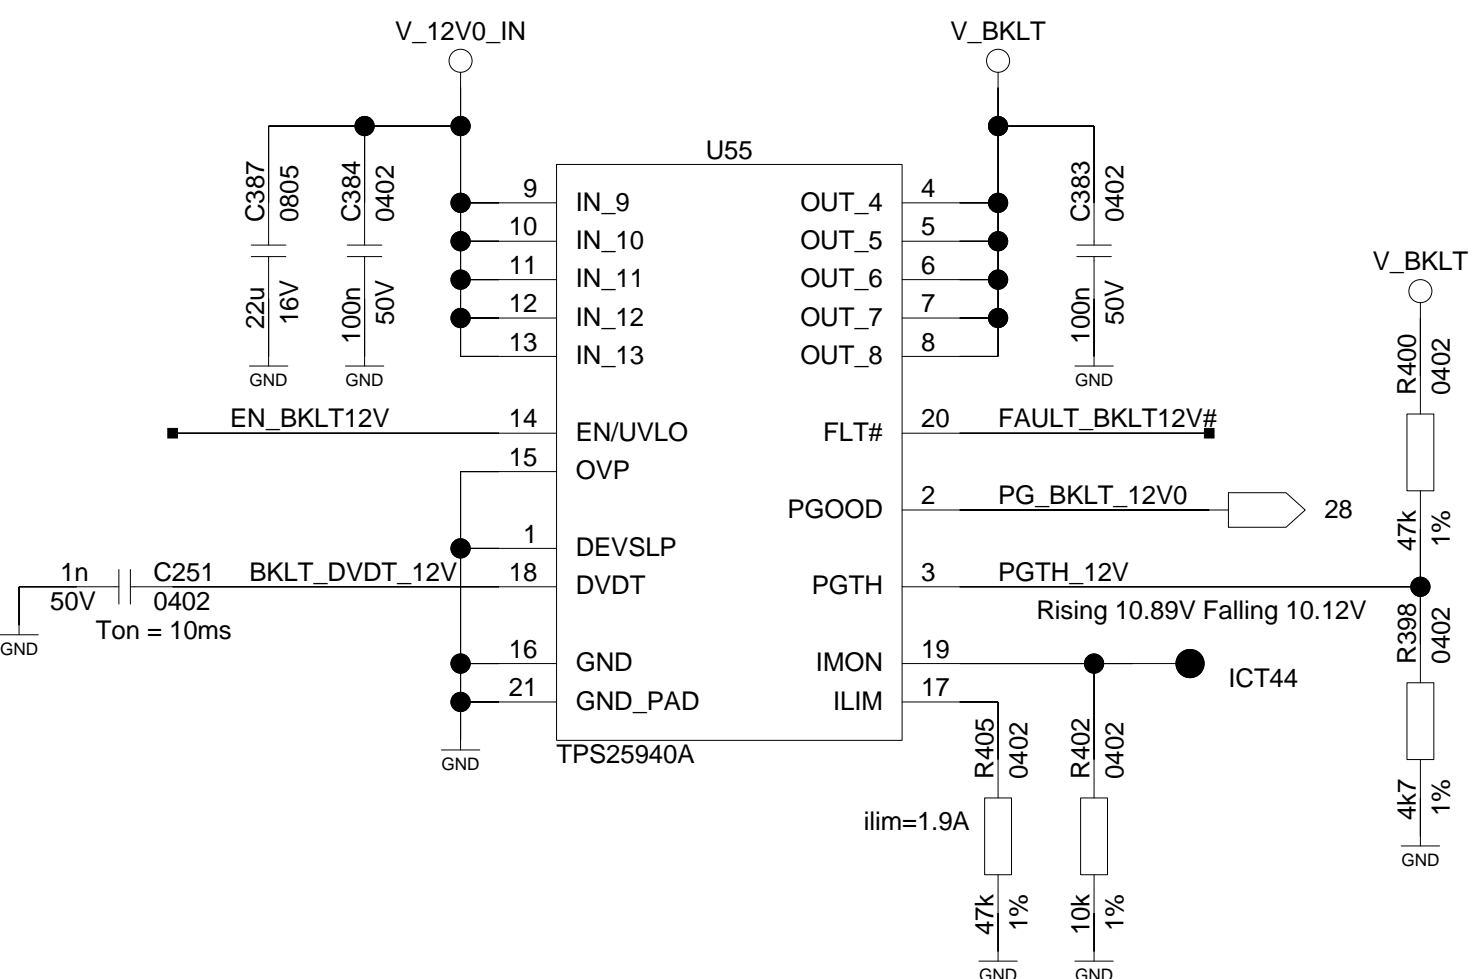 V_12V0_IN
V_BKLT
U55
C387
0805
22u
16V
GND
C384
0402
100n
50V
GND
9
IN_9
10
IN_10
11
IN_11
12
IN_12
13
IN_13
14
EN/UVLO
EN_BKLT12V
15
OVP
1
DEVSLP
18
DVDT
BKLT_DVDT_12V
1n
50V
C251
0402
Ton = 10ms
GND
16
GND
21
GND_PAD
GND
TPS25940A
OUT_4
4
OUT_5
5
OUT_6
6
OUT_7
7
OUT_8
8
C383
0402
100n
50V
GND
FLT#
20
FAULT_BKLT12V#
PGOOD
2
PG_BKLT_12V0
28
PGTH
3
PGTH_12V
Rising 10.89V Falling 10.12V
IMON
19
ICT44
ILIM
17
V_BKLT
R400
0402
47k
1%
R398
0402
4k7
1%
GND
R405
0402
ilim=1.9A
47k
1%
GND
R402
0402
10k
1%
GND